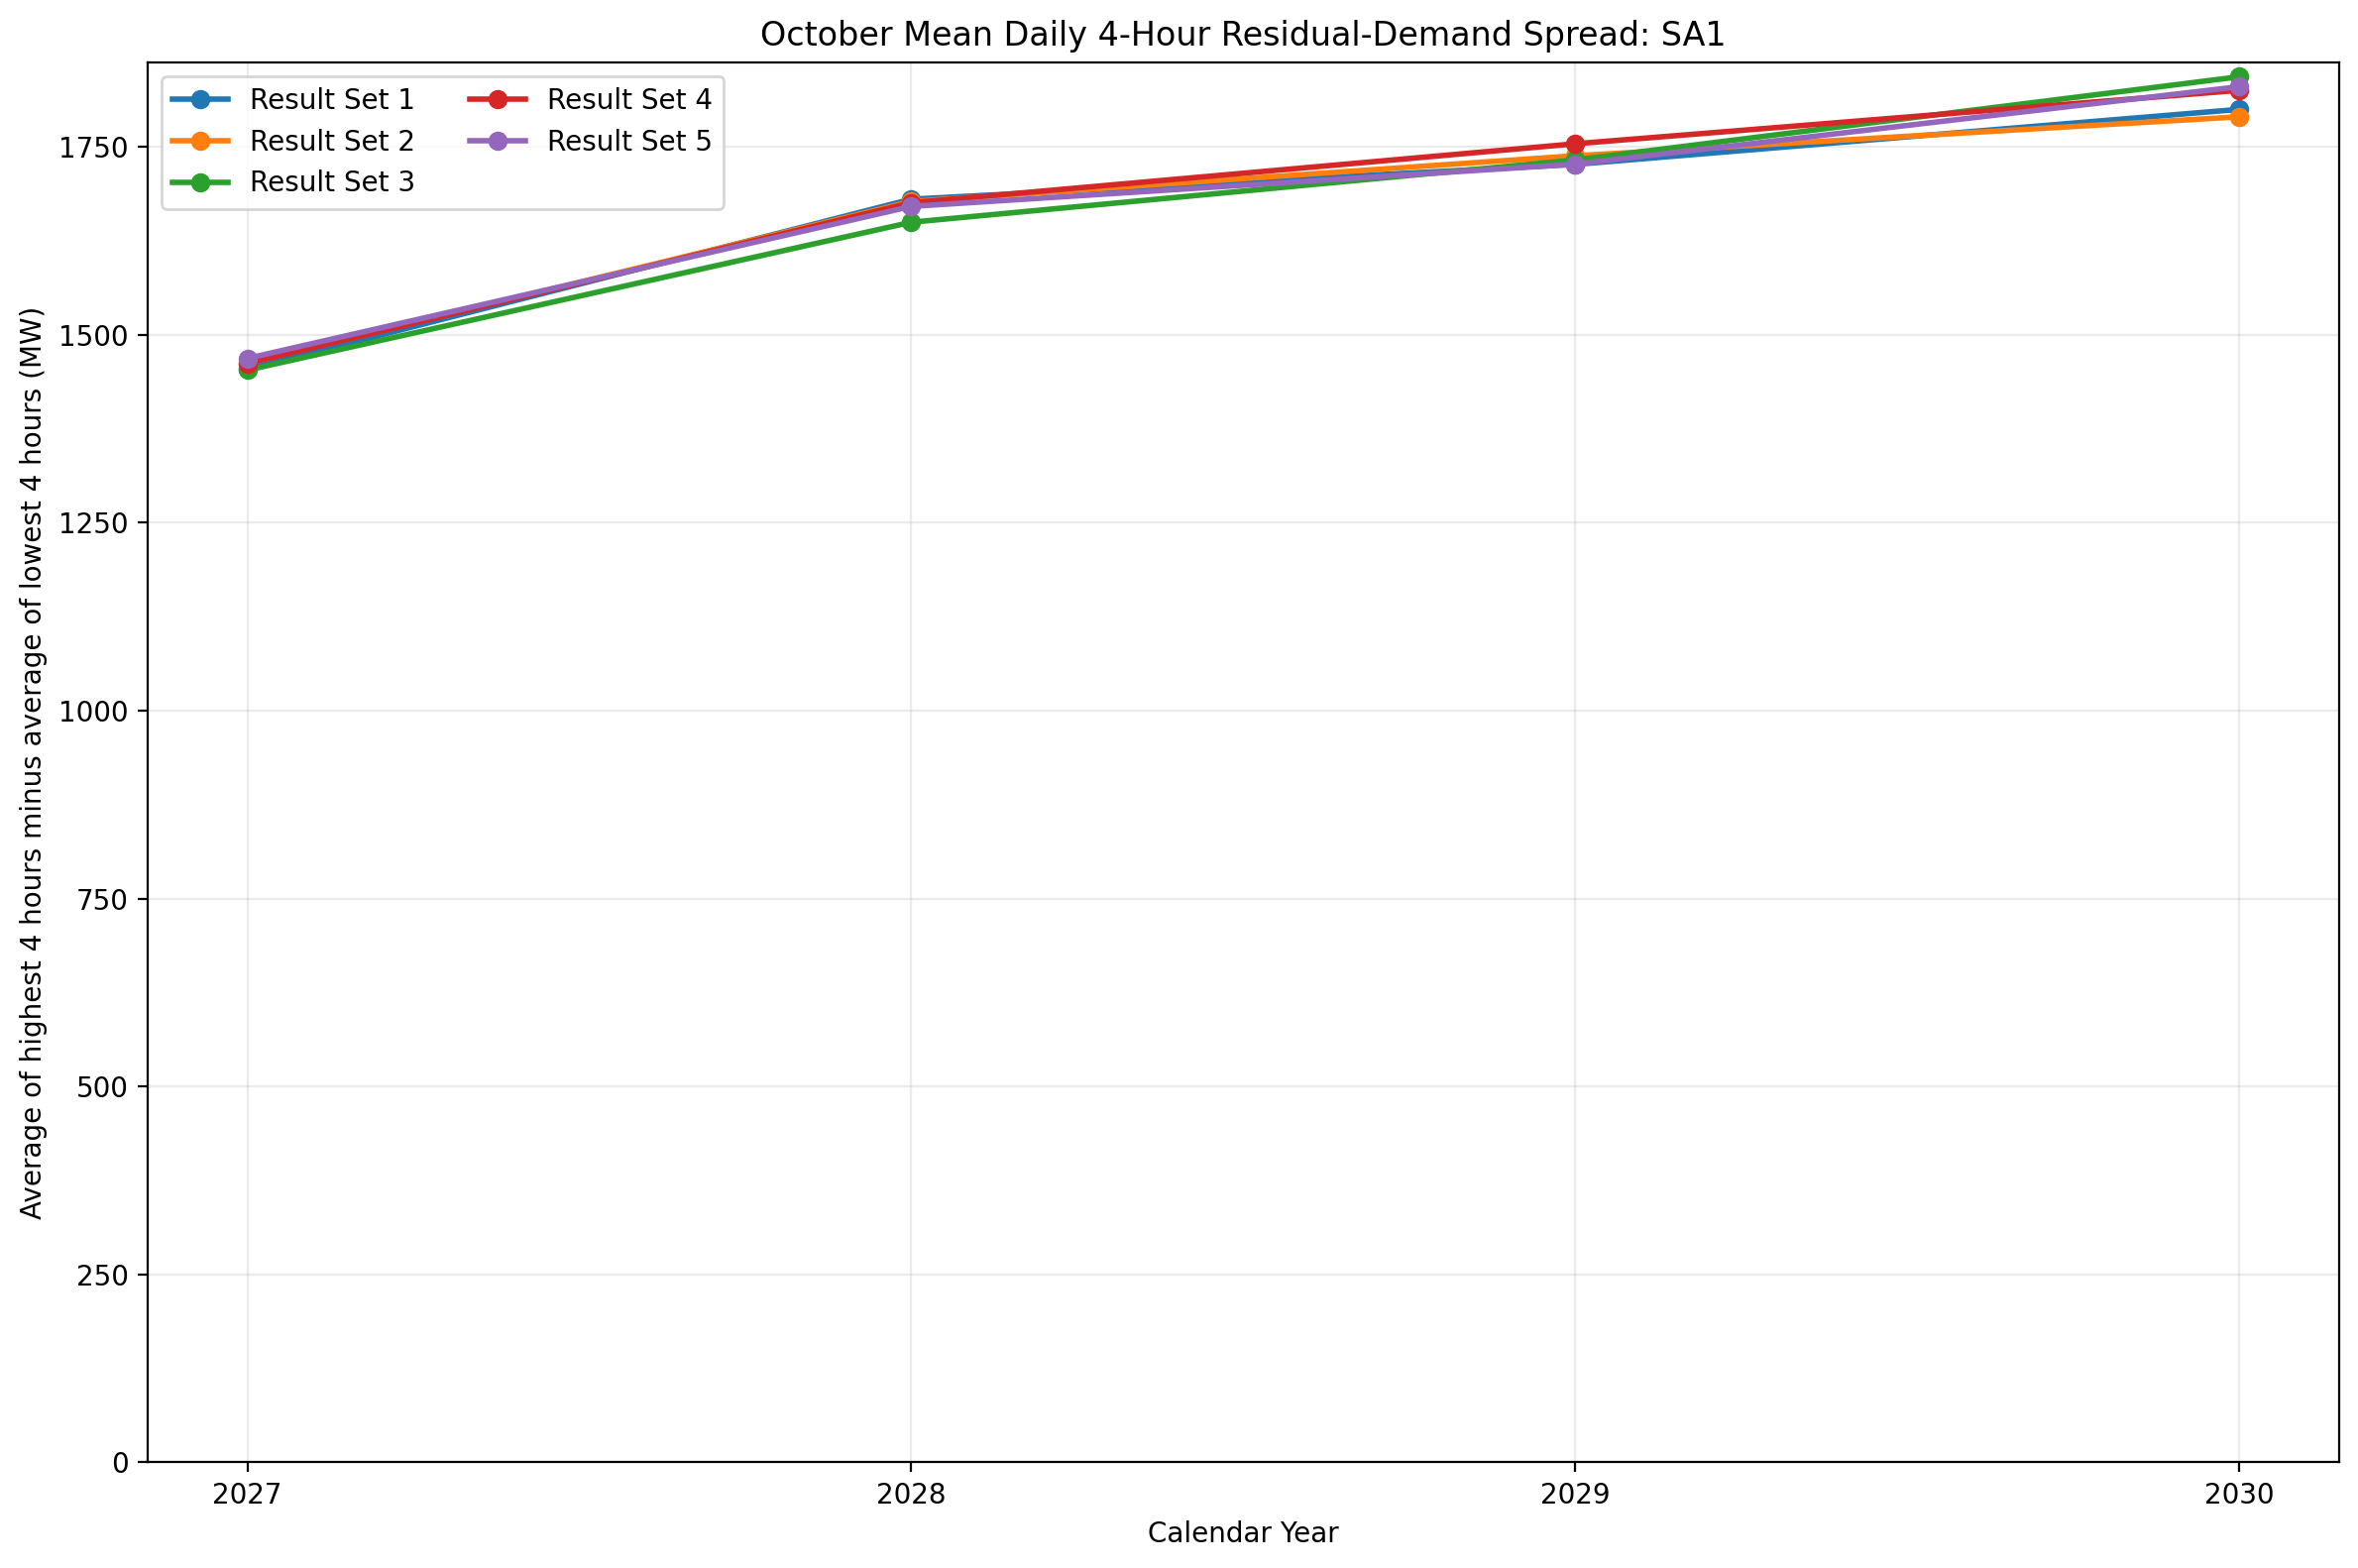 October Mean Daily 4-Hour Residual-Demand Spread: SA1
Result Set 1
Result Set 2
Result Set 3
Result Set 4
Result Set 5
Average of highest 4 hours minus average of lowest 4 hours (MW)
1750
1500
1250
1000
750
500
250
0
2027
2028
2029
2030
Calendar Year